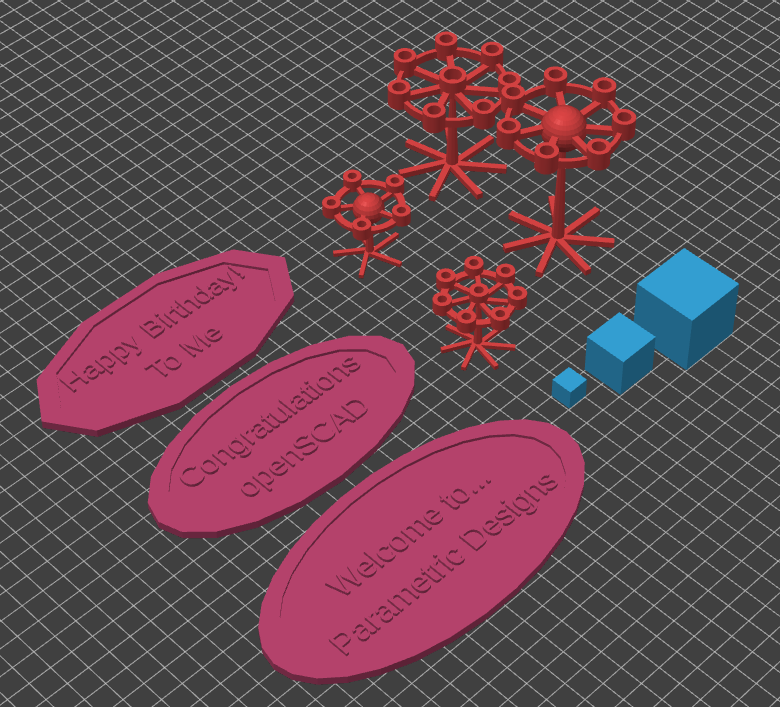 Happy Birthday!
To Me
Congratulations
openSCAD
Welcome to...
Parametric Designs